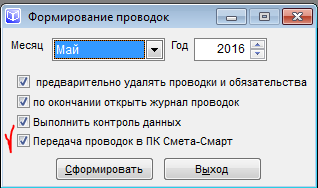 Формирование проводок
Месяц Май Год 2016
предварительно удалять проводки и обязательства
по окончании открыть журнал проводок
Выполнить контроль данных
Передача проводок в ПК Смета-Смарт
Сформировать Выход